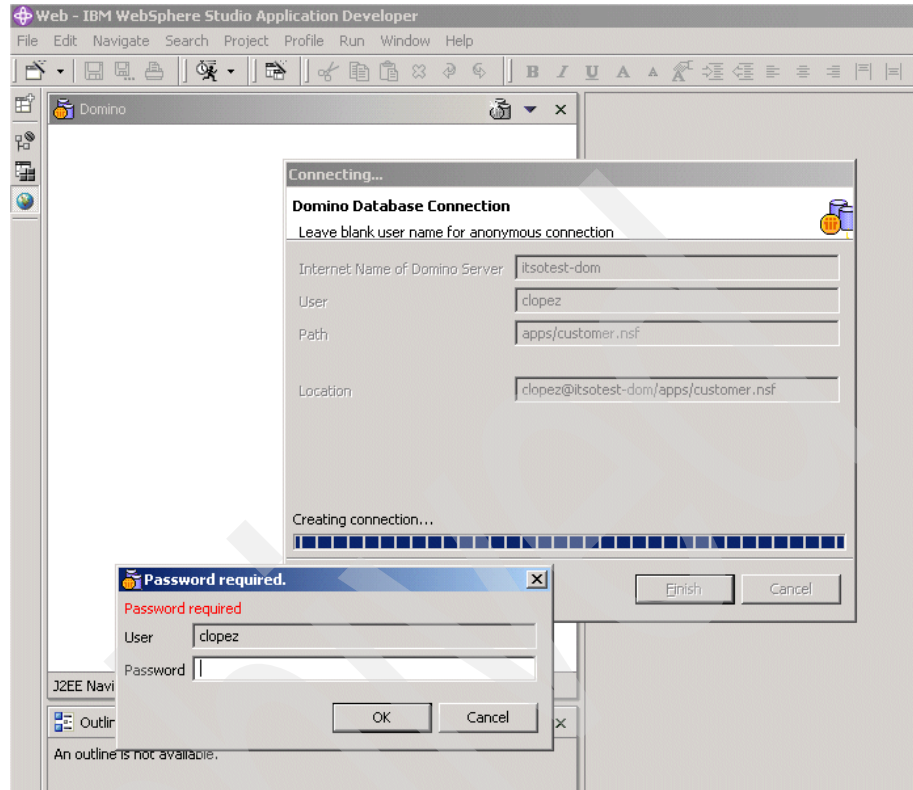 Web - IBM WebSphere Studio Application Developer
File Edit Navigate Search Project Profile Run Window Help
B I U A A
Domino
Connecting...
Domino Database Connection
Leave blank user name for anonymous connection
Internet Name of Domino Server itsotest-dom
User clopez
Path apps/customer.nsf
Location clopez@itsotest-dom/apps/customer.nsf
Creating connection...
Finish Cancel
Password required.
Password required
User clopez
Password
OK Cancel
J2EE Navi
Outlin
An outline is not available.